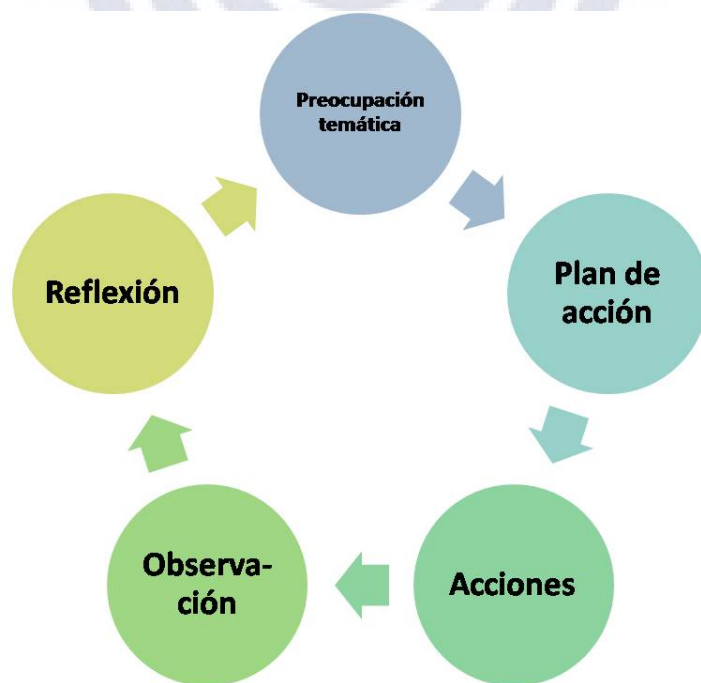 Preocupación
temática
Plan de
acción
Acciones
Observa-
ción
Reflexión